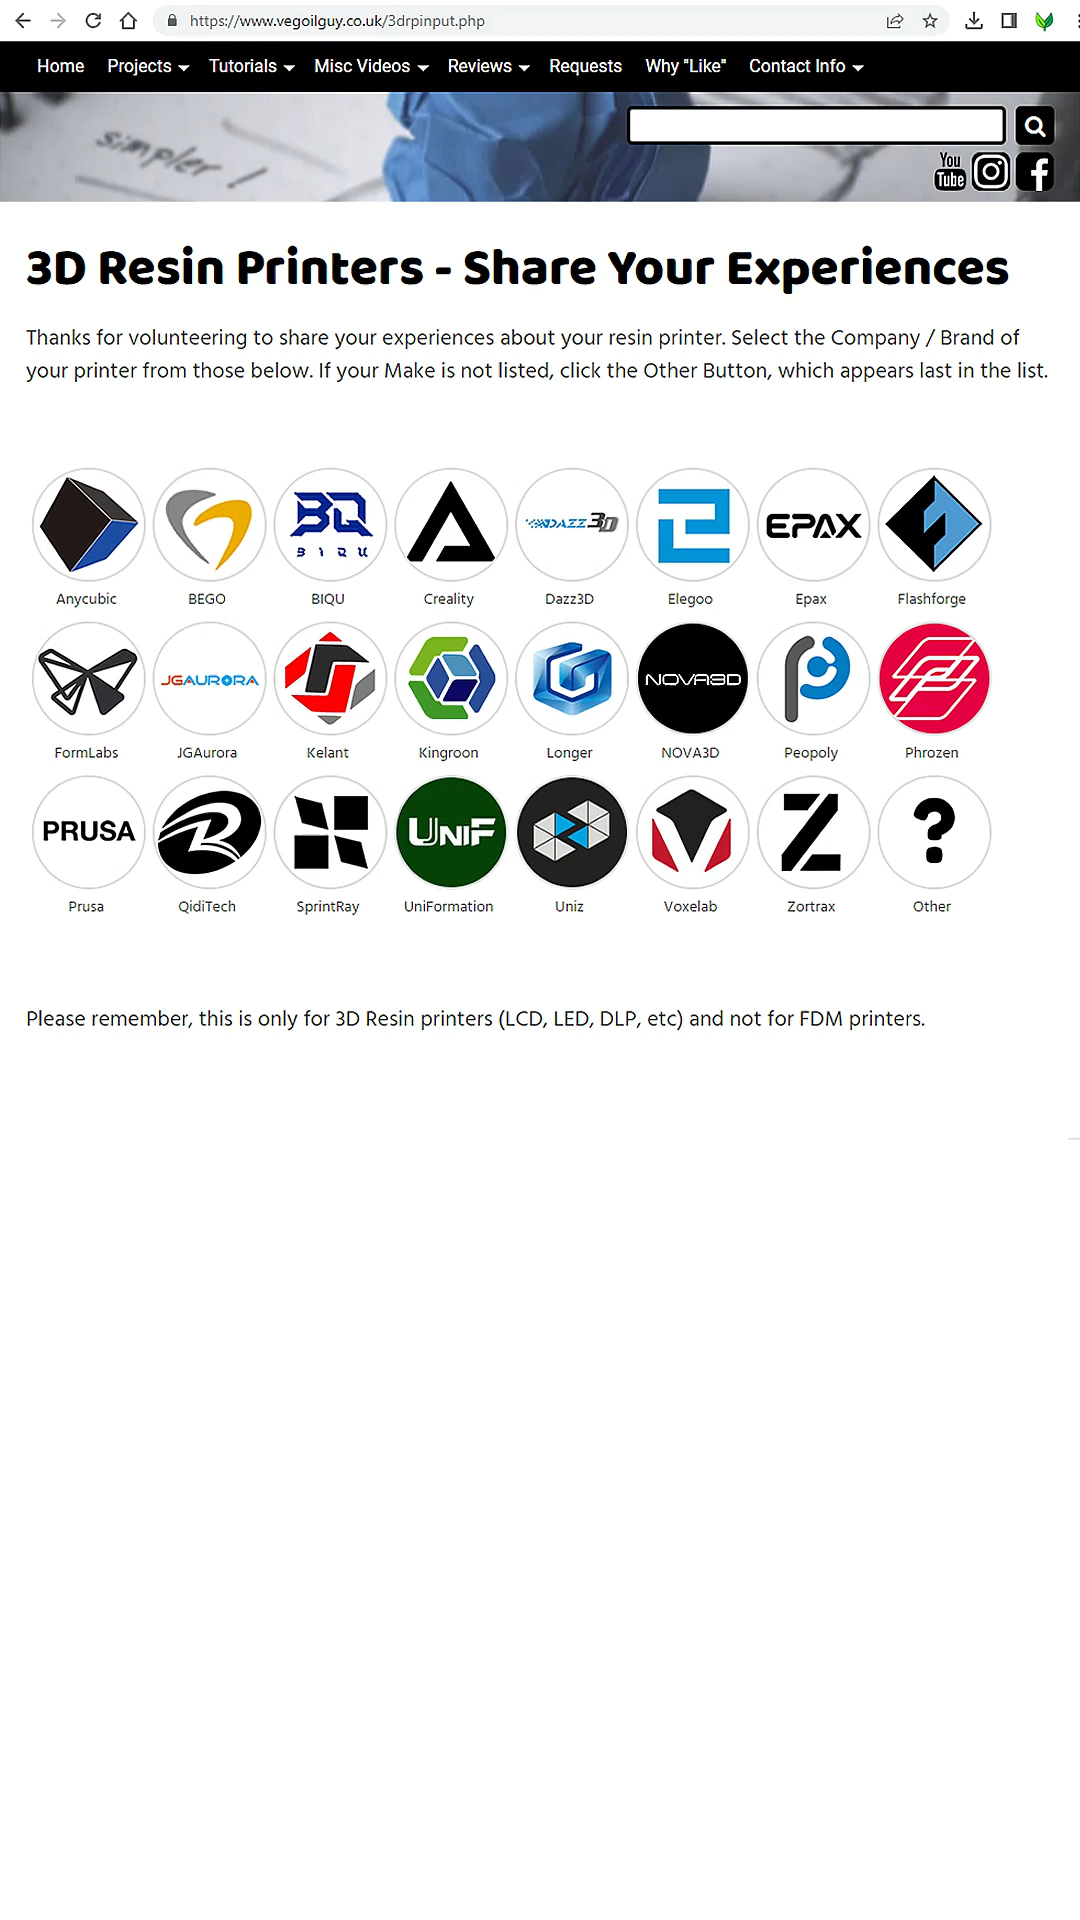 https://www.vegoilguy.co.uk/3drpinput.php
Home Projects Tutorials Misc Videos Reviews Requests Why "Like" Contact Info
simpler !
You
Tube
3D Resin Printers - Share Your Experiences
Thanks for volunteering to share your experiences about your resin printer. Select the Company / Brand of
your printer from those below. If your Make is not listed, click the Other Button, which appears last in the list.
BQ
BIQU
DAZZ3D
EPAX
Anycubic BEGO BIQU Creality Dazz3D Elegoo Epax Flashforge
JGAURORA NOVA3D
FormLabs JGAurora Kelant Kingroon Longer NOVA3D Peopoly Phrozen
PRUSA UNIF Z ?
Prusa QidiTech SprintRay UniFormation Uniz Voxelab Zortrax Other
Please remember, this is only for 3D Resin printers (LCD, LED, DLP, etc) and not for FDM printers.